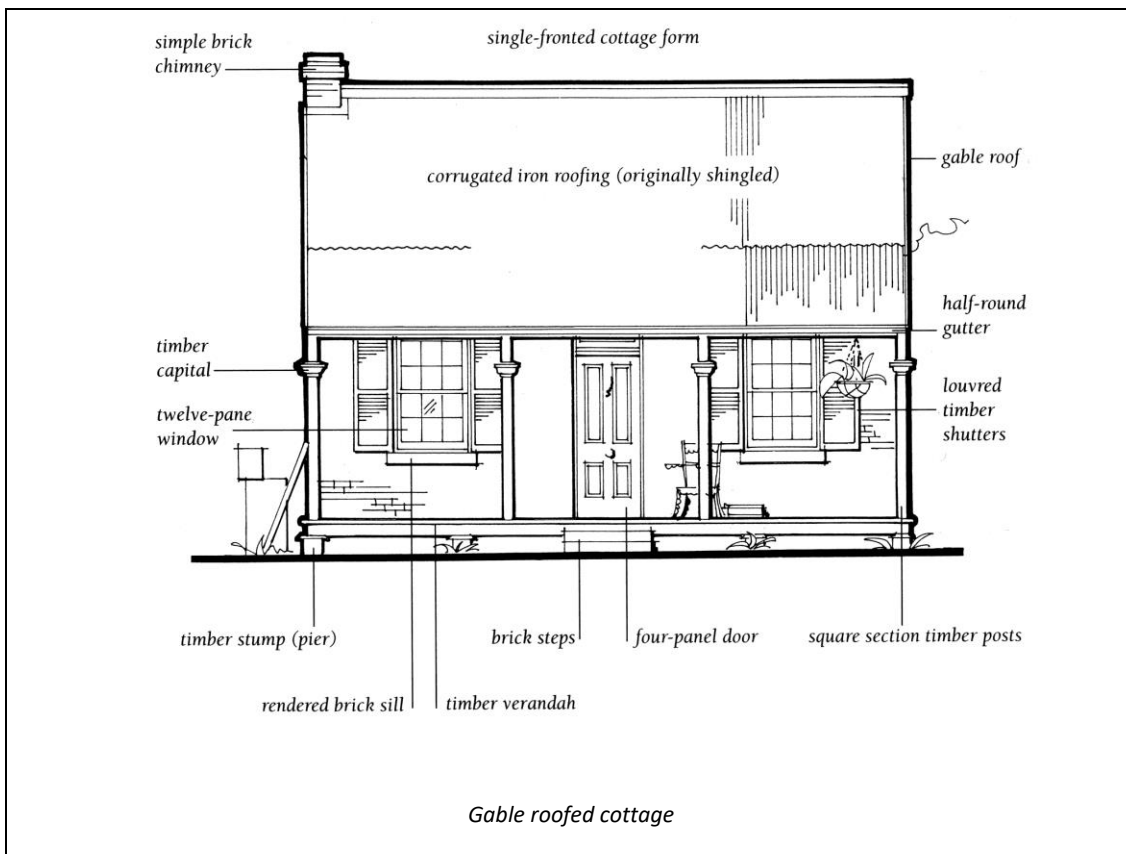 single-fronted cottage form
simple brick
chimney
gable roof
corrugated iron roofing (originally shingled)
half-round
gutter
timber
capital
louvred
timber
shutters
twelve-pane
window
timber stump (pier)
brick steps
four-panel door
square section timber posts
rendered brick sill
timber verandah
Gable roofed cottage